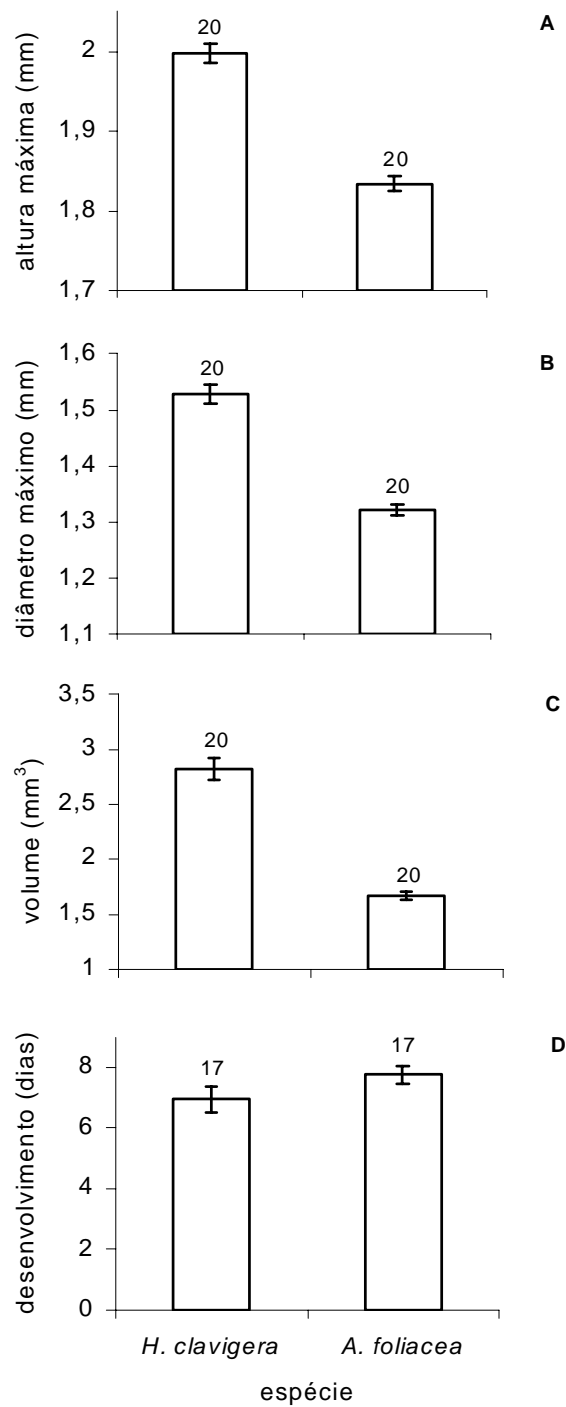 A
altura máxima (mm)
2
1,9
1,8
1,7
20
20
B
diâmetro máximo (mm)
1,6
1,5
1,4
1,3
1,2
1,1
20
20
C
volume (mm³)
3,5
3
2,5
2
1,5
1
20
20
D
desenvolvimento (dias)
8
6
4
2
0
17
17
H. clavigera
A. foliacea
espécie